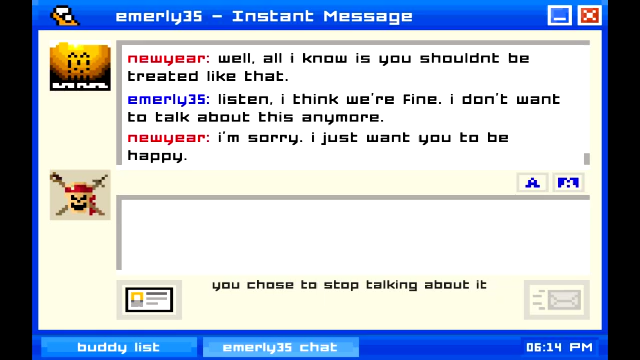 emerly35 - Instant Message
newyear: well, all i know is you shouldnt be
treated like that.
emerly35: listen, i think we're fine. i don't want
to talk about this anymore.
newyear: i'm sorry. i just want you to be
happy.
A
you chose to stop talking about it
buddy list
emerly35 chat
06:14 PM